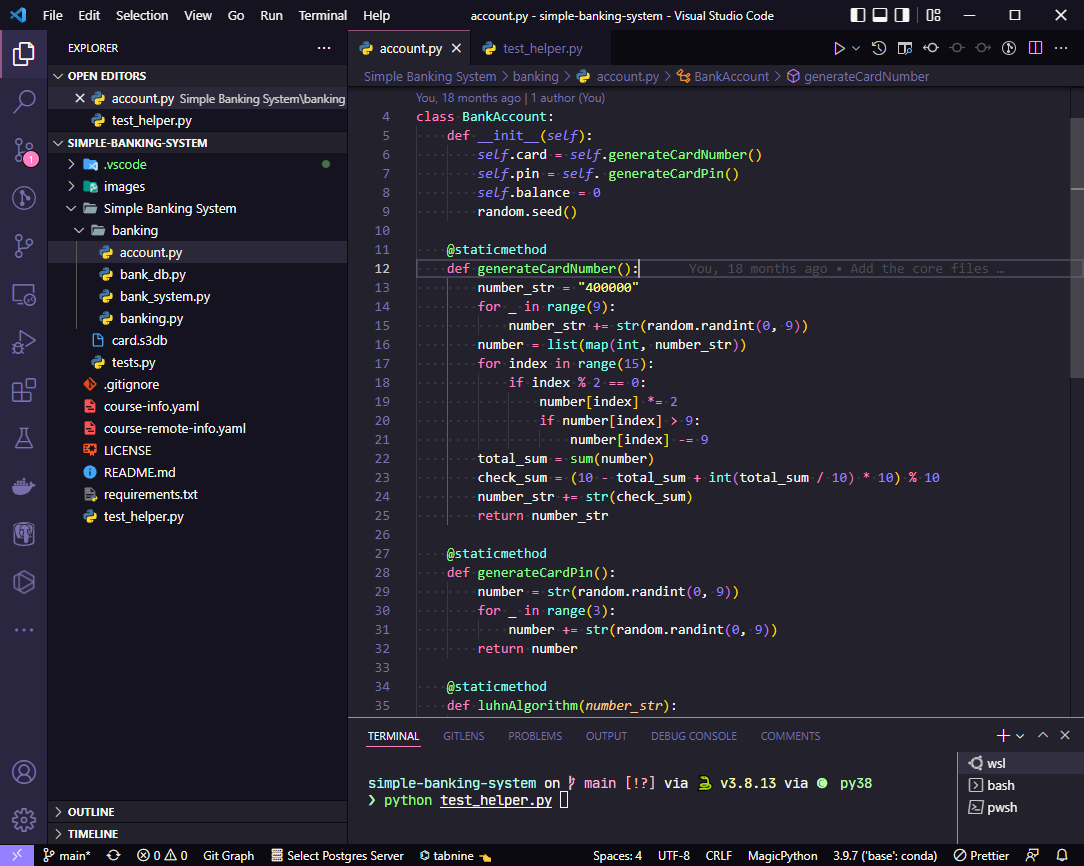 File Edit Selection View Go Run Terminal Help account.py - simple-banking-system - Visual Studio Code
EXPLORER
OPEN EDITORS
account.py Simple Banking System\banking
test_helper.py
SIMPLE-BANKING-SYSTEM
.vscode
images
Simple Banking System
banking
account.py
bank_db.py
bank_system.py
banking.py
card.s3db
tests.py
.gitignore
course-info.yaml
course-remote-info.yaml
LICENSE
README.md
requirements.txt
test_helper.py
OUTLINE
TIMELINE
1
account.py test_helper.py
Simple Banking System > banking > account.py > BankAccount > generateCardNumber
You, 18 months ago | 1 author (You)
4 class BankAccount:
5 def __init__(self):
6 self.card = self.generateCardNumber()
7 self.pin = self. generateCardPin()
8 self.balance = 0
9 random.seed()
10
11 @staticmethod
12 def generateCardNumber(): You, 18 months ago • Add the core files …
13 number_str = "400000"
14 for _ in range(9):
15 number_str += str(random.randint(0, 9))
16 number = list(map(int, number_str))
17 for index in range(15):
18 if index % 2 == 0:
19 number[index] *= 2
20 if number[index] > 9:
21 number[index] -= 9
22 total_sum = sum(number)
23 check_sum = (10 - total_sum + int(total_sum / 10) * 10) % 10
24 number_str += str(check_sum)
25 return number_str
26
27 @staticmethod
28 def generateCardPin():
29 number = str(random.randint(0, 9))
30 for _ in range(3):
31 number += str(random.randint(0, 9))
32 return number
33
34 @staticmethod
35 def luhnAlgorithm(number_str):
TERMINAL GITLENS PROBLEMS OUTPUT DEBUG CONSOLE COMMENTS
simple-banking-system on main [!?] via v3.8.13 via py38
❯ python test_helper.py
wsl
bash
pwsh
main* 0 0 Git Graph Select Postgres Server tabnine Spaces: 4 UTF-8 CRLF MagicPython 3.9.7 ('base': conda) Prettier